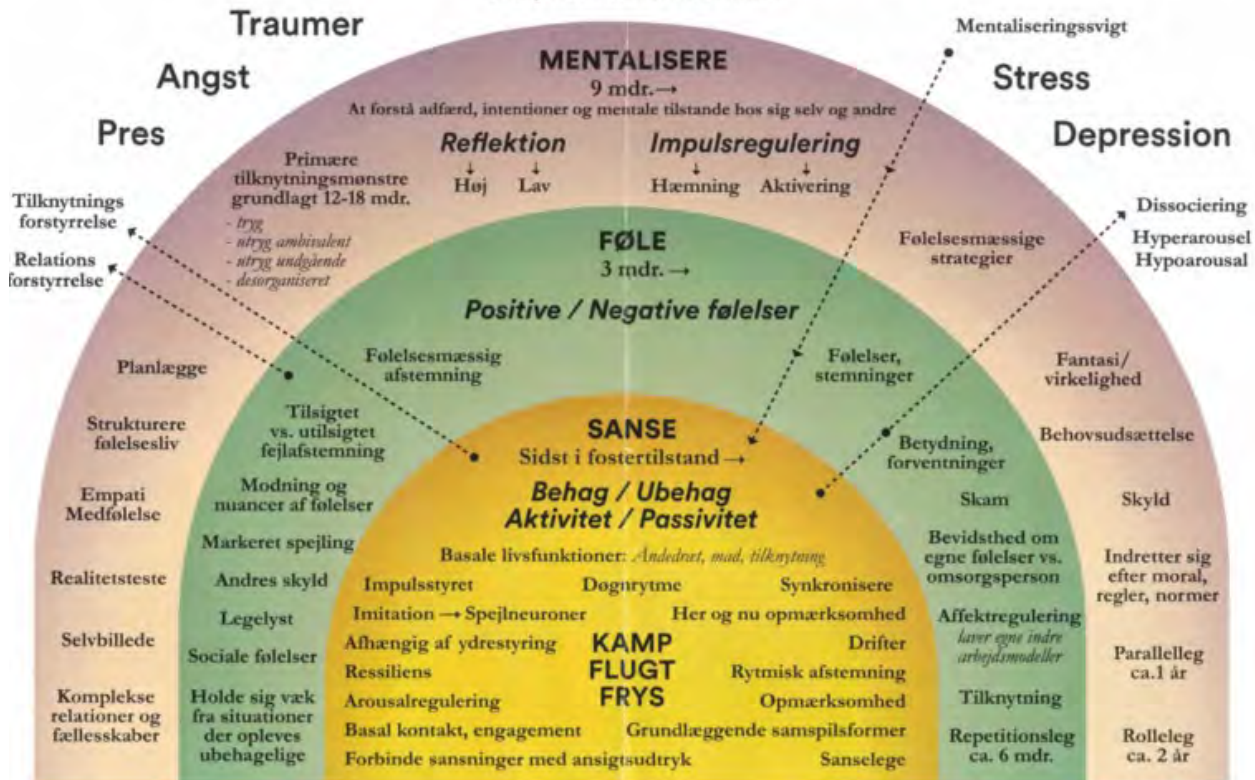 Traumer
Angst
Pres
Tilknytnings
forstyrrelse
Relations
forstyrrelse
Mentaliseringssvigt
Stress
Depression
Dissociering
Hyperarousel
Hypoarousal
MENTALISERE
9 mdr.→
At forstå adfærd, intentioner og mentale tilstande hos sig selv og andre
Reflektion
↓ ↓
Høj Lav
Impulsregulering
↓ ↓
Hæmning Aktivering
Primære
tilknytningsmønstre
grundlagt 12-18 mdr.
- tryg
- utryg ambivalent
- utryg undgående
- desorganiseret
Planlægge
Strukturere
følelsesliv
Empati
Medfølelse
Realitetsteste
Selvbillede
Komplekse
relationer og
fællesskaber
Følelsesmæssige
strategier
Fantasi/
virkelighed
Behovsudsættelse
Skyld
Indretter sig
efter moral,
regler, normer
Parallelleg
ca.1 år
Rolleleg
ca. 2 år
FØLE
3 mdr. →
Positive / Negative følelser
Følelsesmæssig
afstemning
Tilsigtet
vs. utilsigtet
fejlafstemning
Modning og
nuancer af følelser
Markeret spejling
Andres skyld
Legelyst
Sociale følelser
Holde sig væk
fra situationer
der opleves
ubehagelige
Følelser,
stemninger
Betydning,
forventninger
Skam
Bevidsthed om
egne følelser vs.
omsorgsperson
Affektregulering
laver egne indre
arbejdsmodeller
Tilknytning
Repetitionsleg
ca. 6 mdr.
SANSE
Sidst i fostertilstand →
Behag / Ubehag
Aktivitet / Passivitet
Basale livsfunktioner: Åndedræt, mad, tilknytning
Impulsstyret Døgnrytme Synkronisere
Imitation → Spejlneuroner Her og nu opmærksomhed
Afhængig af ydrestyring KAMP Drifter
Ressiliens FLUGT Rytmisk afstemning
Arousalregulering FRYS Opmærksomhed
Basal kontakt, engagement Grundlæggende samspilsformer
Forbinde sansninger med ansigtsudtryk Sanselege